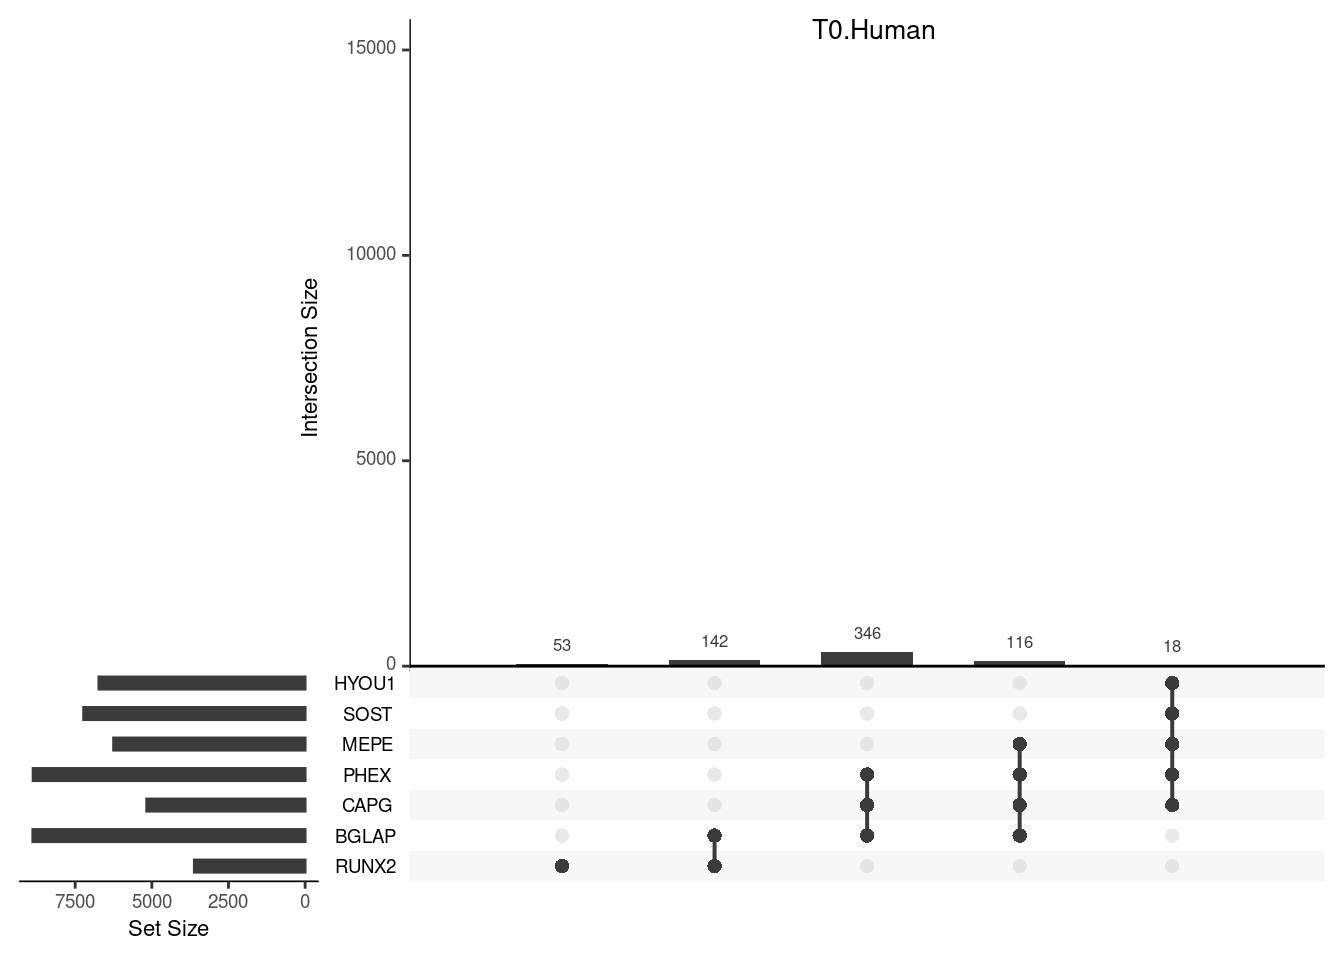 T0.Human
15000
10000
5000
0
Intersection Size
53
142
346
116
18
HYOU1
SOST
MEPE
PHEX
CAPG
BGLAP
RUNX2
7500 5000 2500 0
Set Size